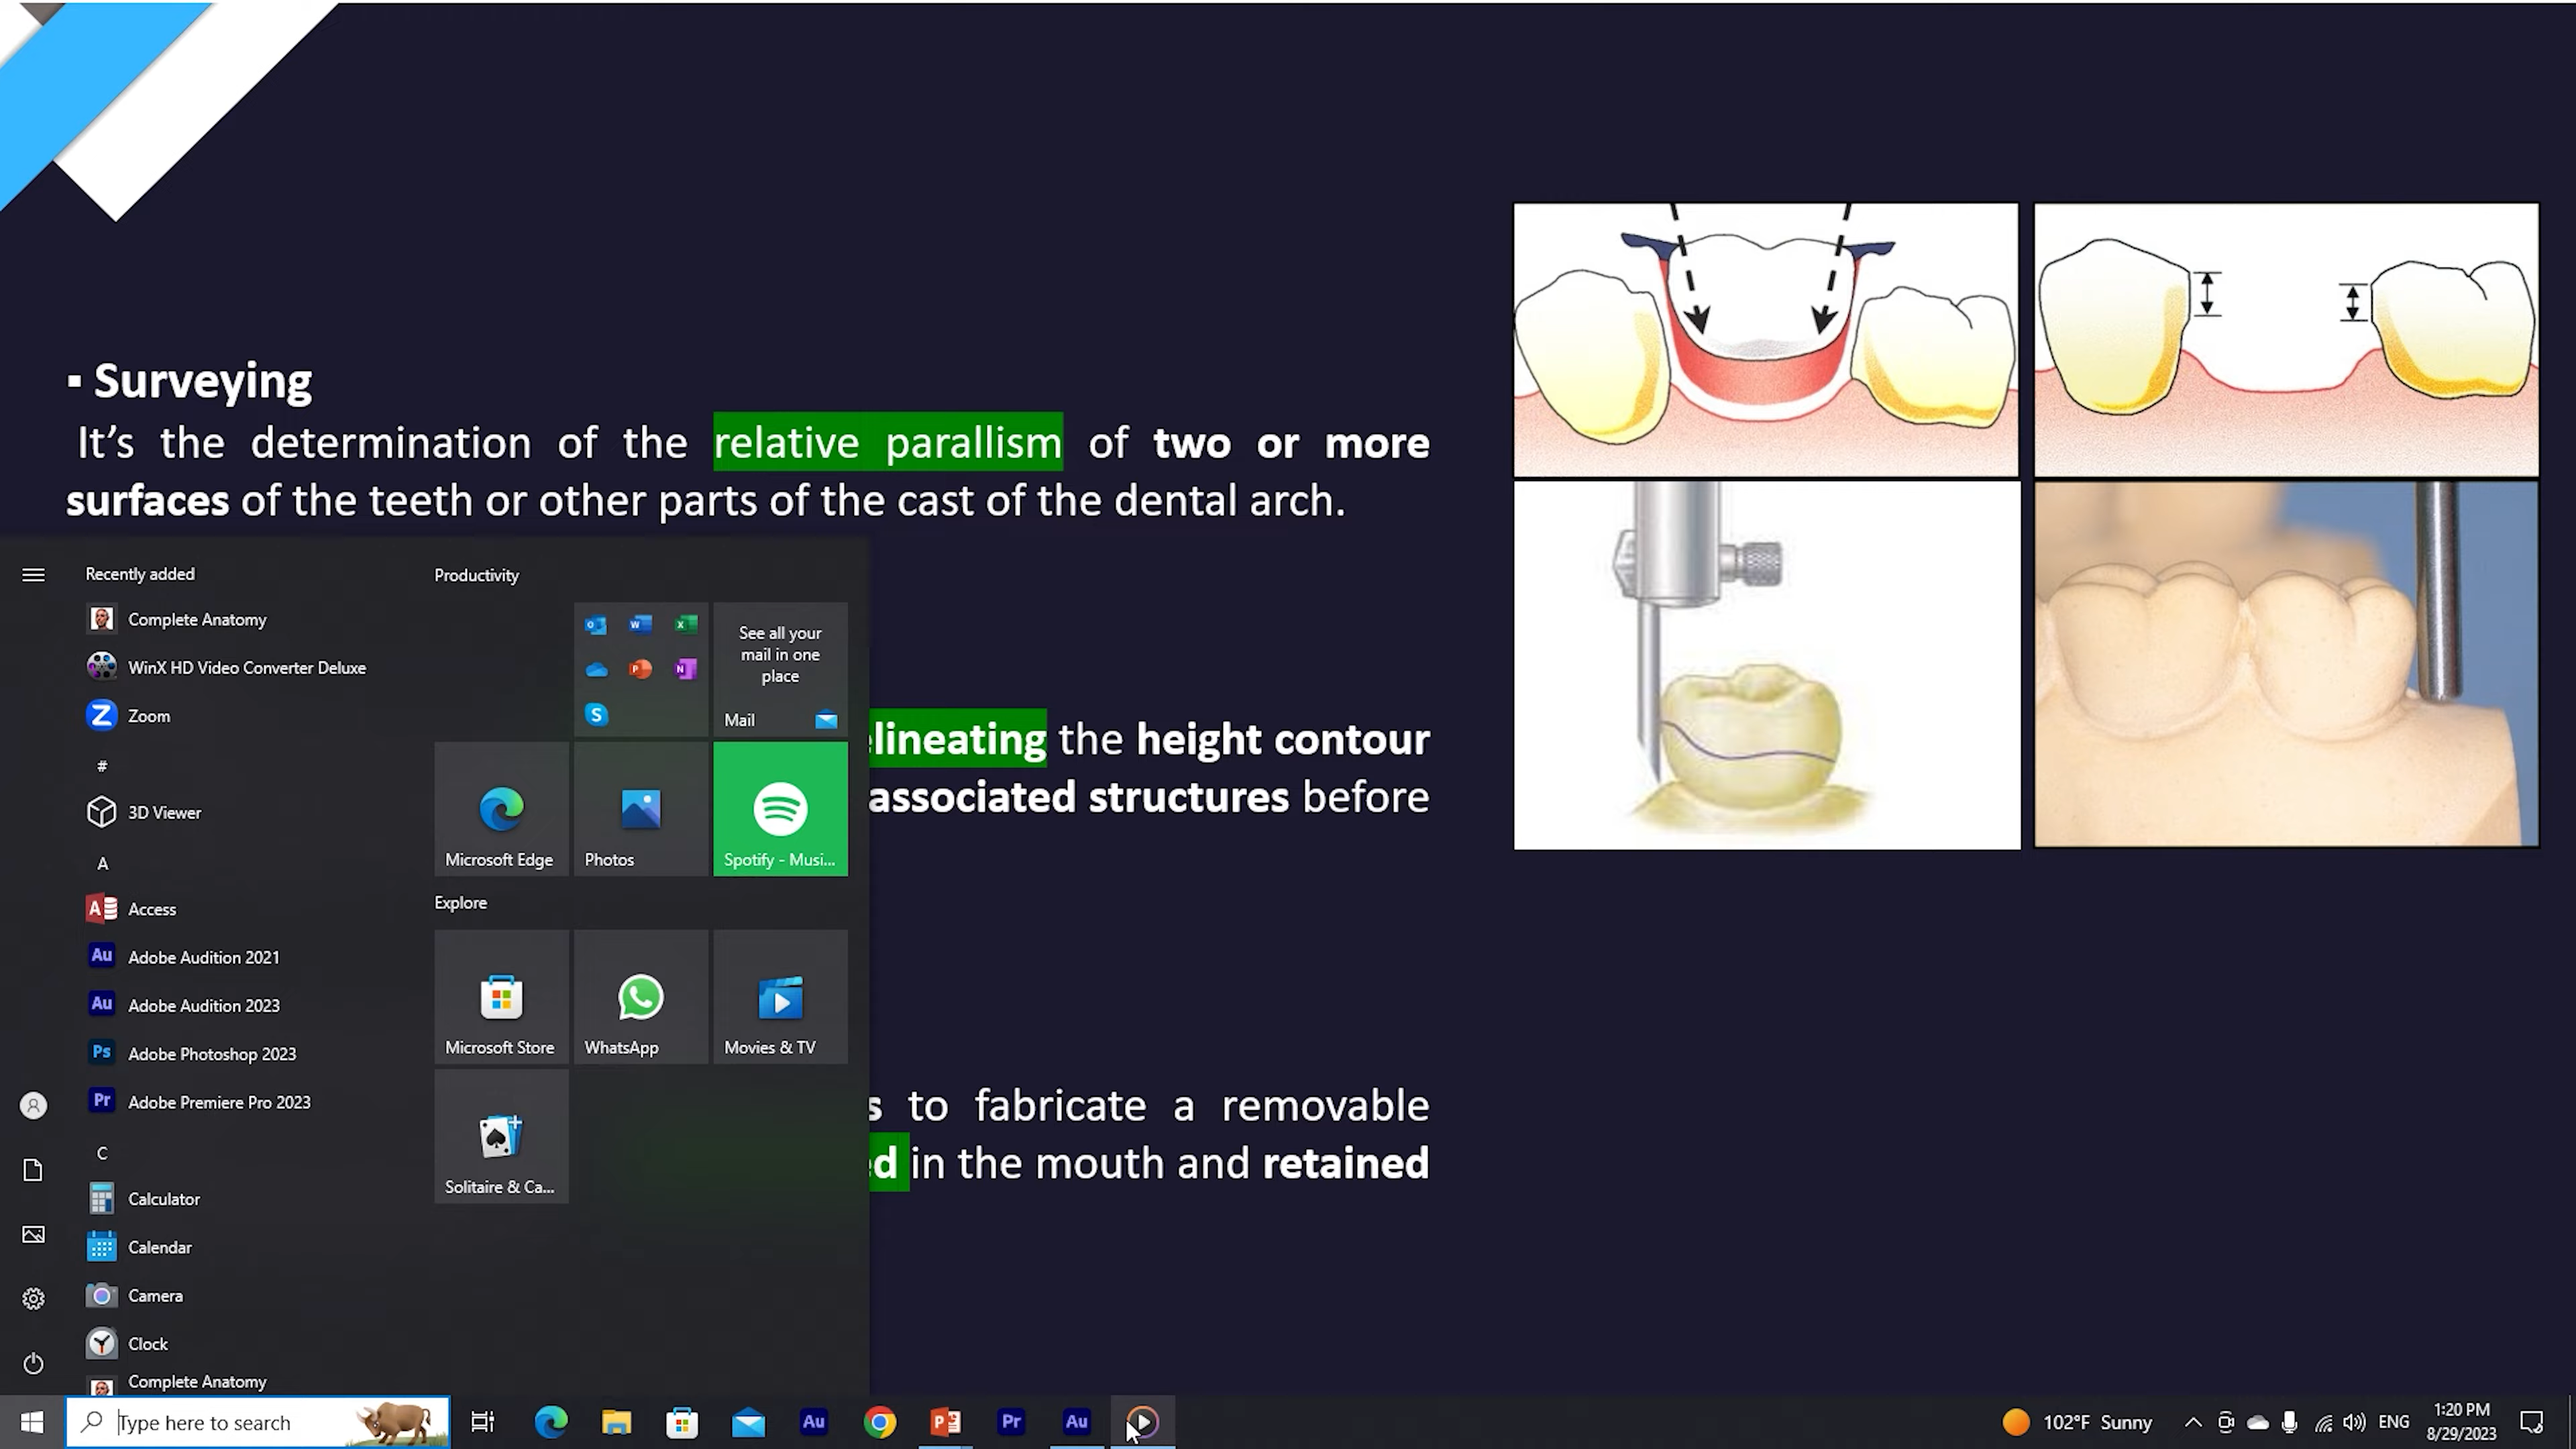 ▪ Surveying
It’s the determination of the relative parallism of two or more
surfaces of the teeth or other parts of the cast of the dental arch.
elineating the height contour
associated structures before
s to fabricate a removable
ed in the mouth and retained
Recently added
Complete Anatomy
WinX HD Video Converter Deluxe
Zoom
#
3D Viewer
A
Access
Adobe Audition 2021
Adobe Audition 2023
Adobe Photoshop 2023
Adobe Premiere Pro 2023
C
Calculator
Calendar
Camera
Clock
Complete Anatomy
Productivity
See all your
mail in one
place
Mail
Microsoft Edge
Photos
Spotify - Musi...
Explore
Microsoft Store
WhatsApp
Movies & TV
Solitaire & Ca...
Type here to search
Au
Pr
Au
102°F Sunny
ENG
1:20 PM
8/29/2023